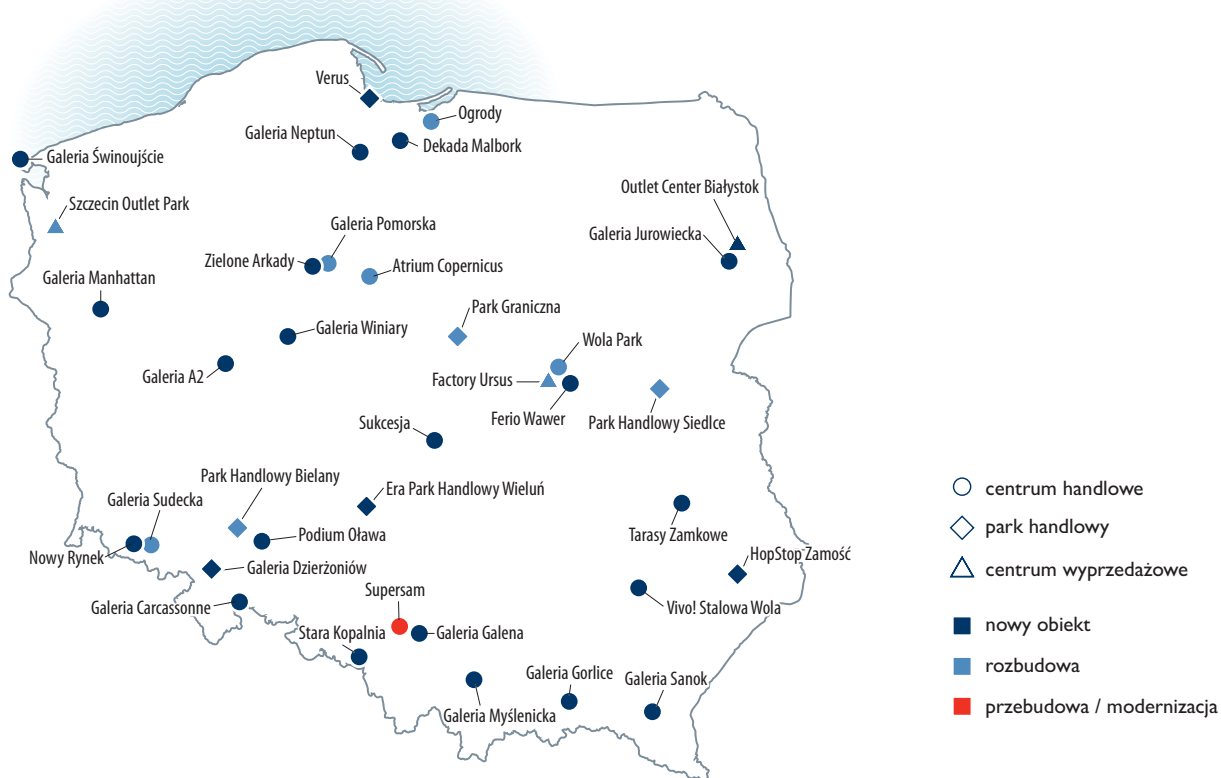 Verus
Ogrody
Galeria Neptun
Dekada Malbork
Galeria Świnoujście
Outlet Center Białystok
Szczecin Outlet Park
Galeria Pomorska
Galeria Jurowiecka
Zielone Arkady
Atrium Copernicus
Galeria Manhattan
Park Graniczna
Galeria Winiary
Wola Park
Galeria A2
Factory Ursus
Ferio Wawer
Park Handlowy Siedlce
Sukcesja
Park Handlowy Bielany
Era Park Handlowy Wieluń
Galeria Sudecka
Podium Oława
Tarasy Zamkowe
Nowy Rynek
HopStop Zamość
Galeria Dzierżoniów
Supersam
Galeria Carcassonne
Vivo! Stalowa Wola
Stara Kopalnia
Galeria Galena
Galeria Gorlice
Galeria Sanok
Galeria Myślenicka
centrum handlowe
park handlowy
centrum wyprzedażowe
nowy obiekt
rozbudowa
przebudowa / modernizacja